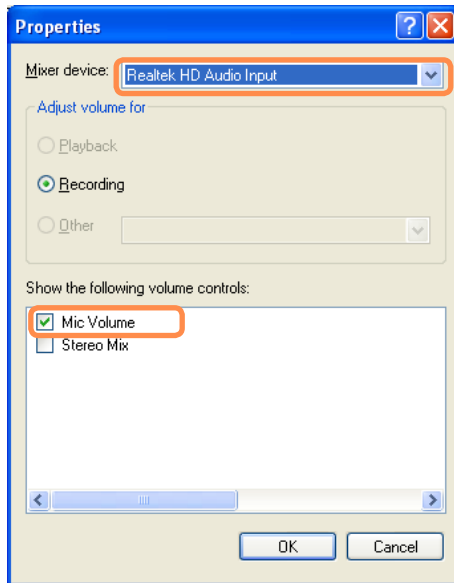 Properties
Mixer device: Realtek HD Audio Input
Adjust volume for
Playback
Recording
Other
Show the following volume controls:
Mic Volume
Stereo Mix
OK Cancel